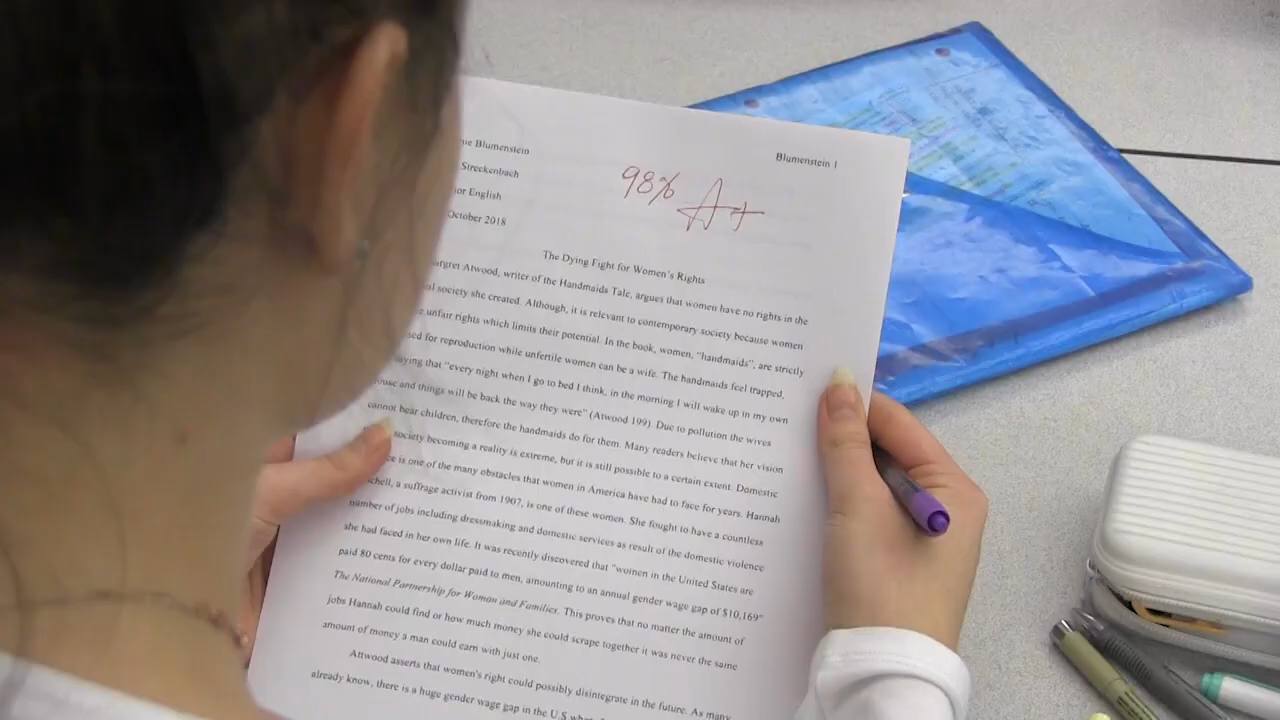 Blumenstein
Blumenstein 1
Streckenbach
98% A+
English
October 2018
The Dying Fight for Women's Rights
Atwood, writer of the Handmaids Tale, argues that women have no rights in the
society she created. Although, it is relevant to contemporary society because women
unfair rights which limits their potential. In the book, women, "handmaids", are strictly
for reproduction while unfertile women can be a wife. The handmaids feel trapped,
saying that "every night when I go to bed I think, in the morning I will wake up in my own
house and things will be back the way they were" (Atwood 199). Due to pollution the wives
cannot bear children, therefore the handmaids do for them. Many readers believe that her vision
society becoming a reality is extreme, but it is still possible to a certain extent. Domestic
is one of the many obstacles that women in America have had to face for years. Hannah
a suffrage activist from 1907, is one of these women. She fought to have a countless
number of jobs including dressmaking and domestic services as result of the domestic violence
she had faced in her own life. It was recently discovered that "women in the United States are
paid 80 cents for every dollar paid to men, amounting to an annual gender wage gap of $10,169"
The National Partnership for Woman and Families. This proves that no matter the amount of
jobs Hannah could find or how much money she could scrape together it was never the same
amount of money a man could earn with just one.
Attwood asserts that women's right could possibly disintegrate in the future. As many
already know, there is a huge gender wage gap in the U.S